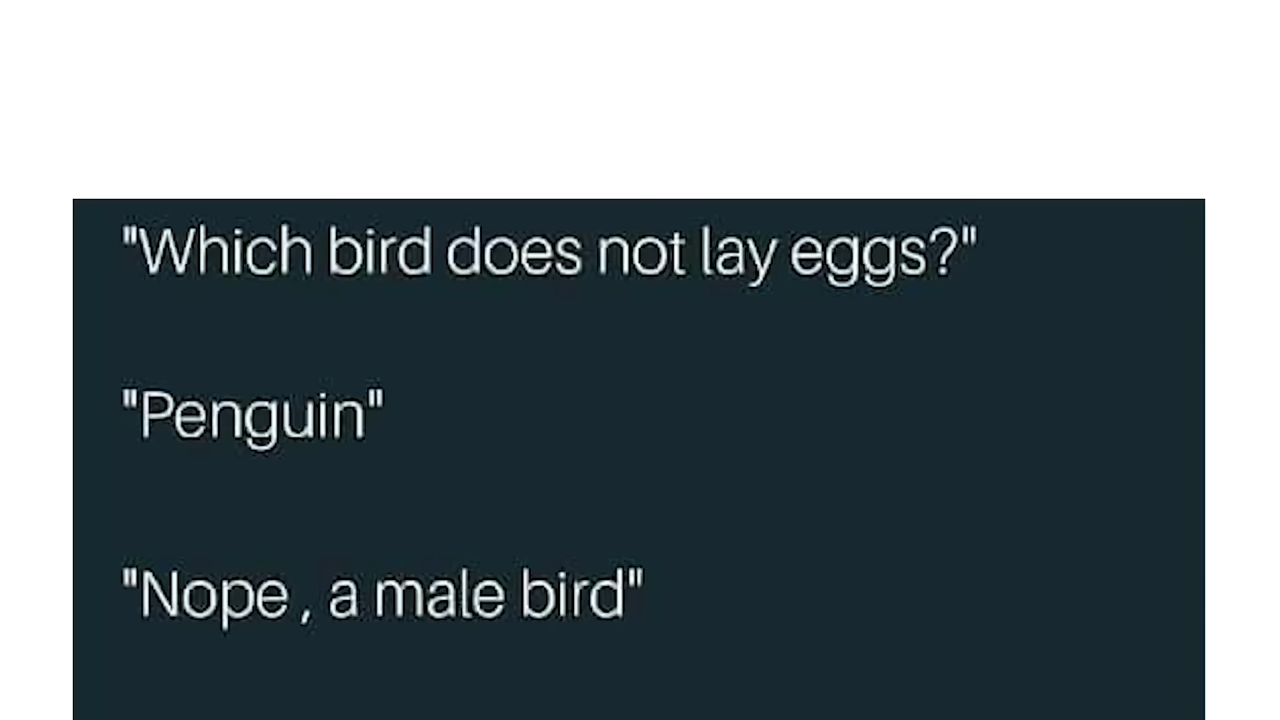 "Which bird does not lay eggs?"
"Penguin"
"Nope , a male bird"